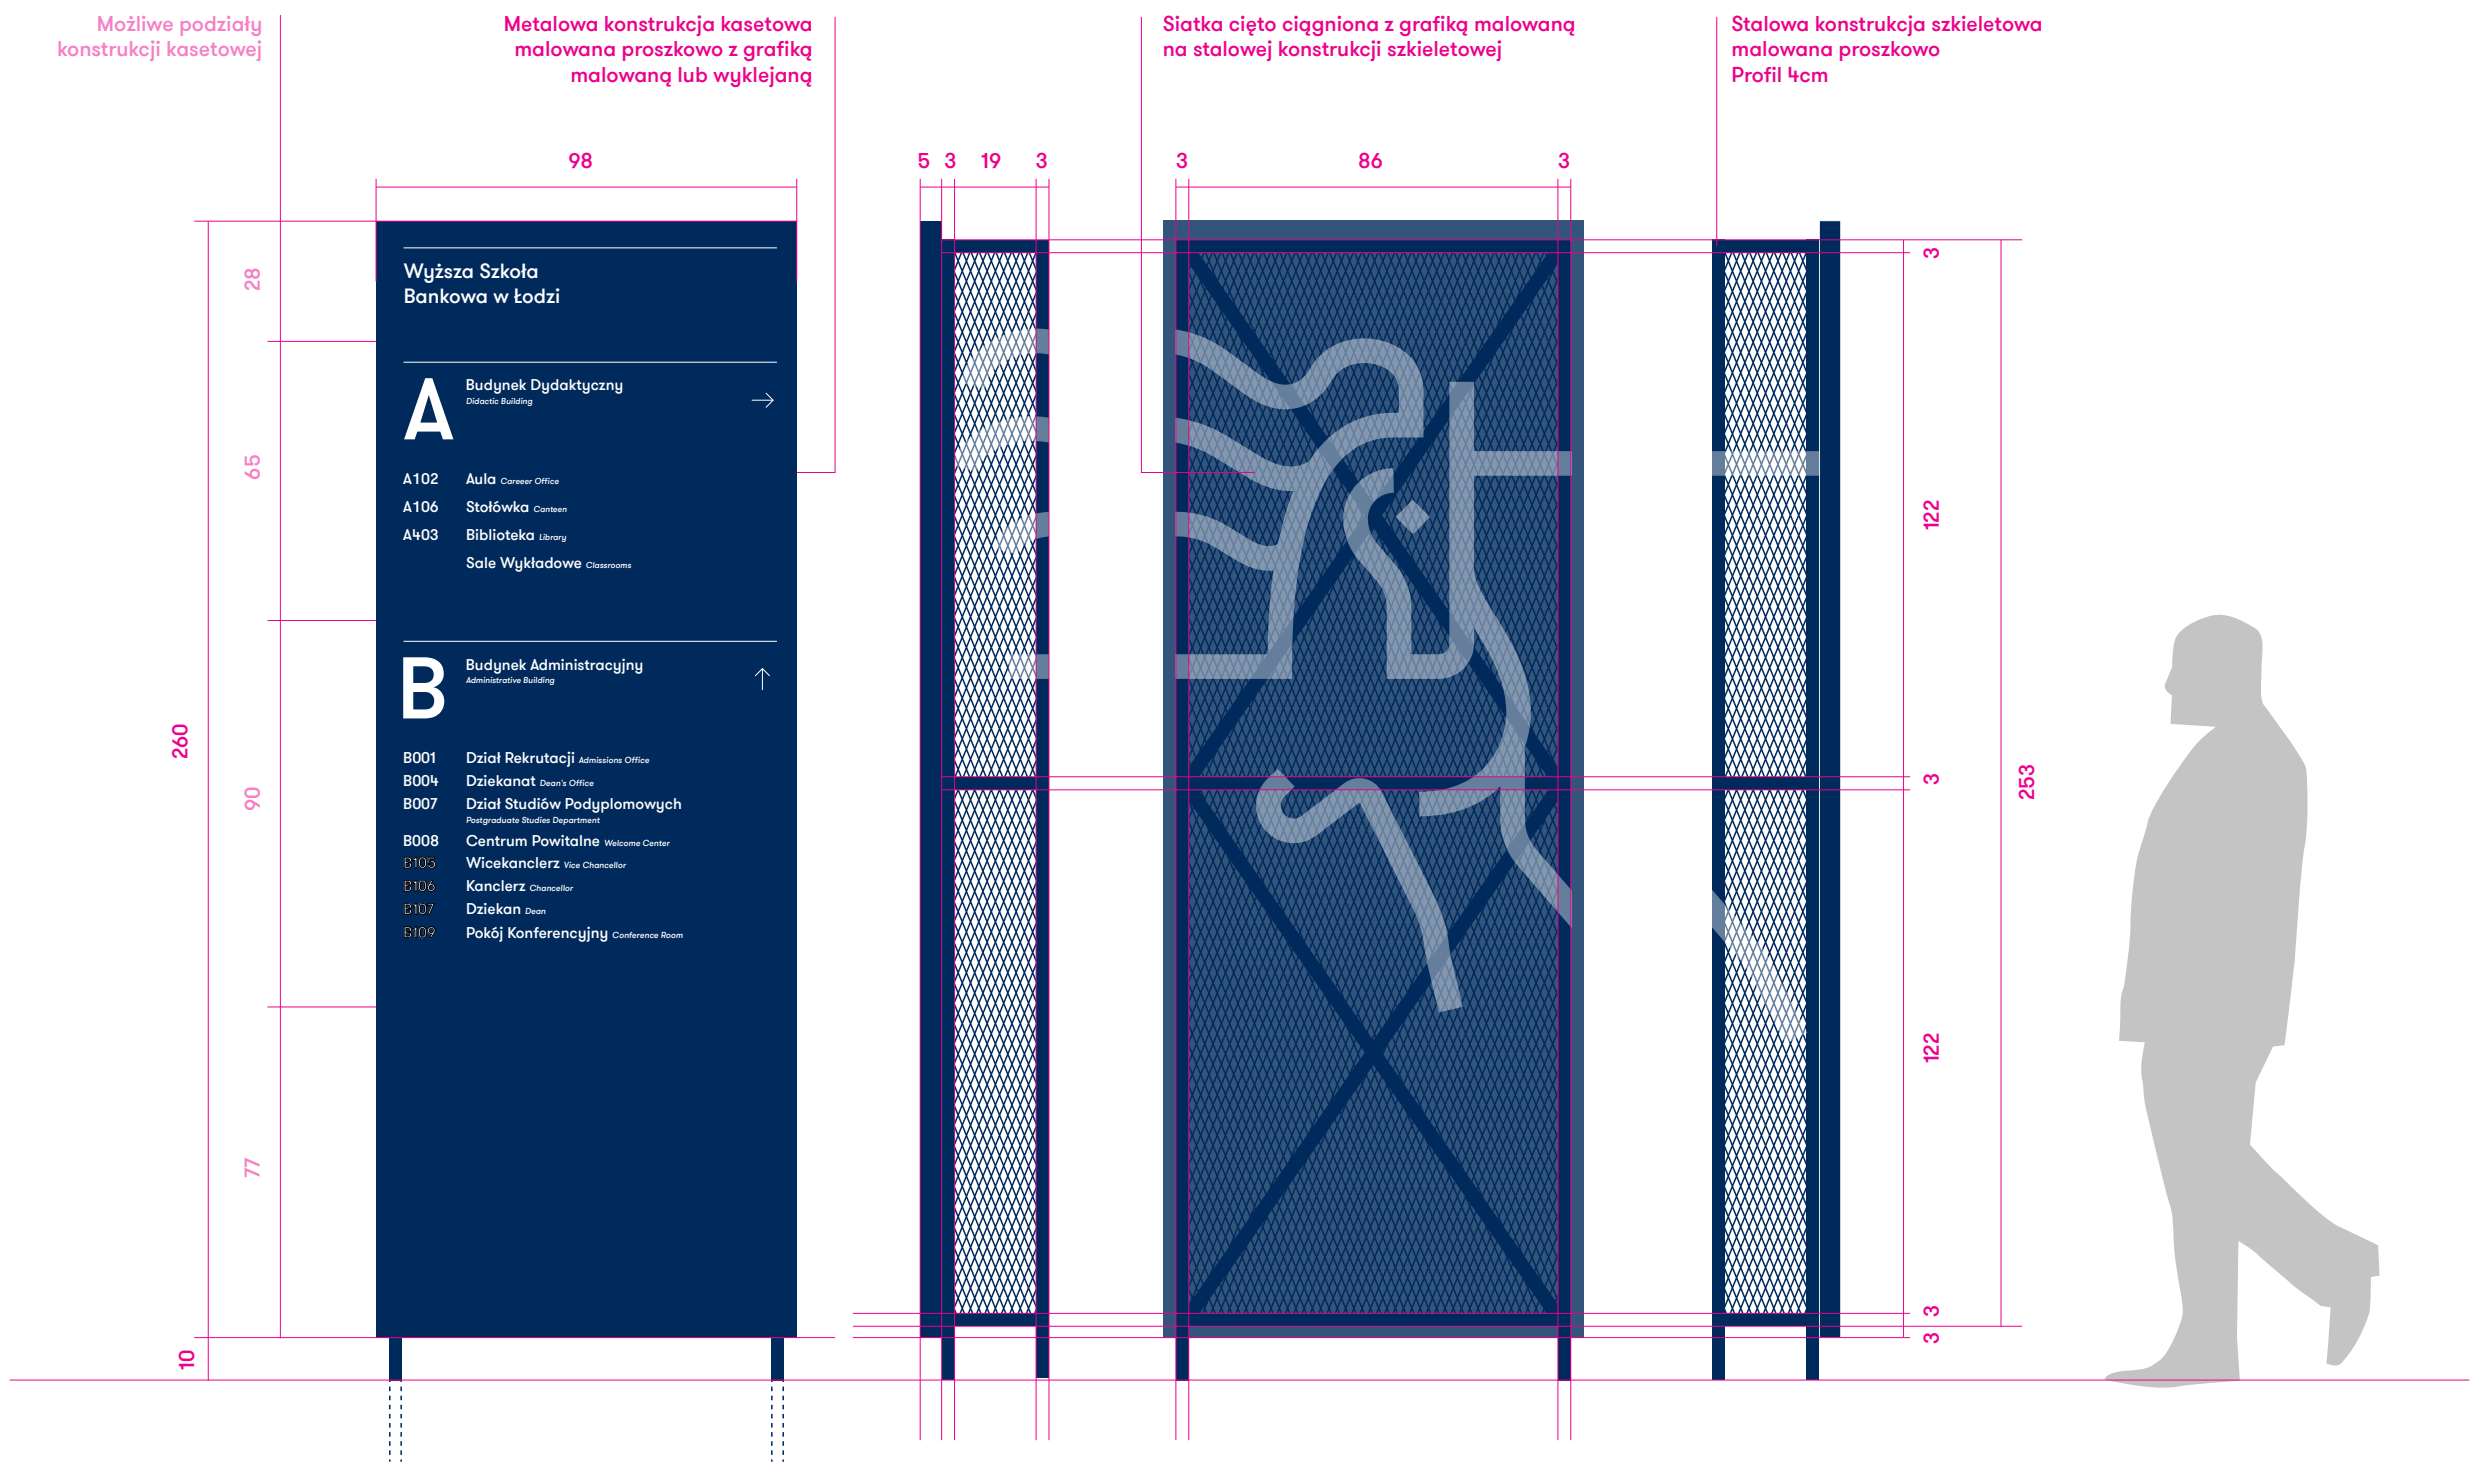 Możliwe podziały
konstrukcji kasetowej
Metalowa konstrukcja kasetowa
malowana proszkowo z grafiką
malowaną lub wyklejaną
Siatka cięto ciągniona z grafiką malowaną
na stalowej konstrukcji szkieletowej
Stalowa konstrukcja szkieletowa
malowana proszkowo
Profil 4cm
98
5 3 19 3
3 86 3
28
65
90
77
260
10
Wyższa Szkoła
Bankowa w Łodzi
A Budynek Dydaktyczny
Didactic Building
→
A102 Aula Careeer Office
A106 Stołówka Canteen
A403 Biblioteka Library
Sale Wykładowe Classrooms
B Budynek Administracyjny
Administrative Building
↑
B001 Dział Rekrutacji Admissions Office
B004 Dziekanat Dean's Office
B007 Dział Studiów Podyplomowych
Postgraduate Studies Department
B008 Centrum Powitalne Welcome Center
B105 Wicekanclerz Vice Chancellor
B106 Kanclerz Chancellor
B107 Dziekan Dean
B109 Pokój Konferencyjny Conference Room
3
122
3
122
3
3
253